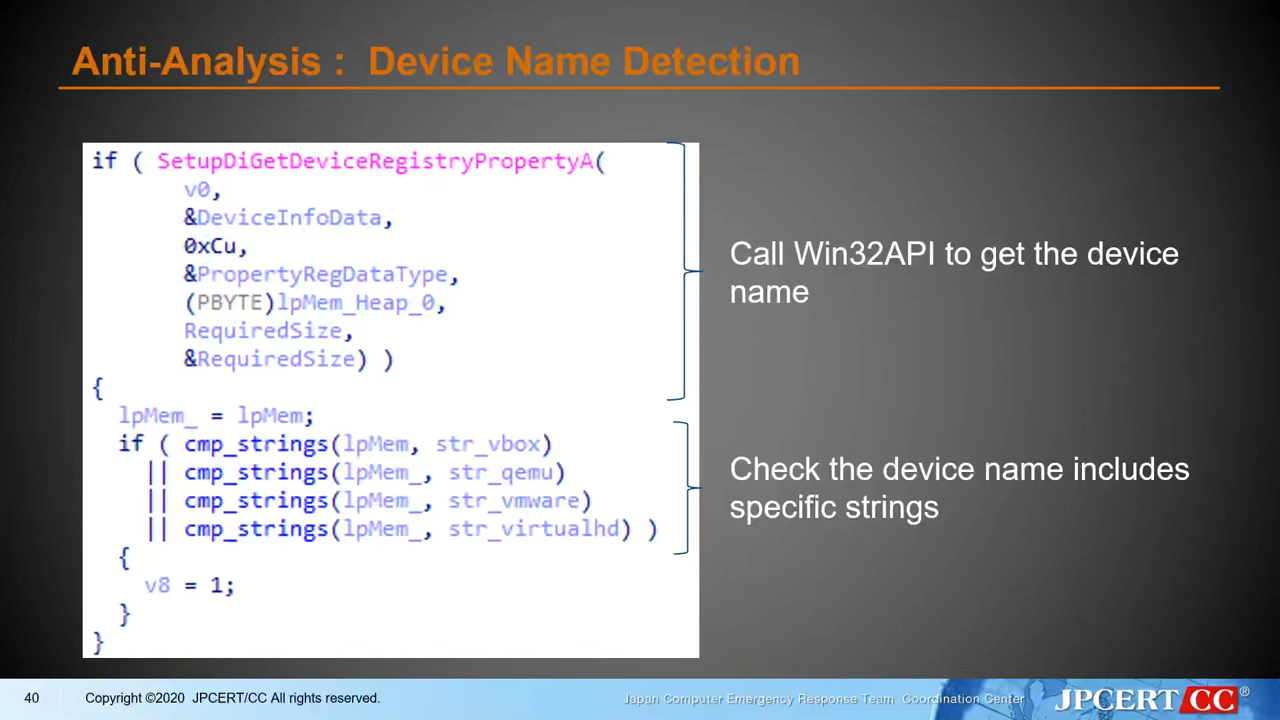 Anti-Analysis : Device Name Detection
if ( SetupDiGetDeviceRegistryPropertyA(
v0,
&DeviceInfoData,
0xCu,
&PropertyRegDataType,
(PBYTE)lpMem_Heap_0,
RequiredSize,
&RequiredSize) )
{
lpMem_ = lpMem;
if ( cmp_strings(lpMem, str_vbox)
|| cmp_strings(lpMem_, str_qemu)
|| cmp_strings(lpMem_, str_vmware)
|| cmp_strings(lpMem_, str_virtualhd) )
{
v8 = 1;
}
}
Call Win32API to get the device
name
Check the device name includes
specific strings
40
Copyright ©2020 JPCERT/CC All rights reserved.
Japan Computer Emergency Response Team Coordination Center
JPCERT CC®